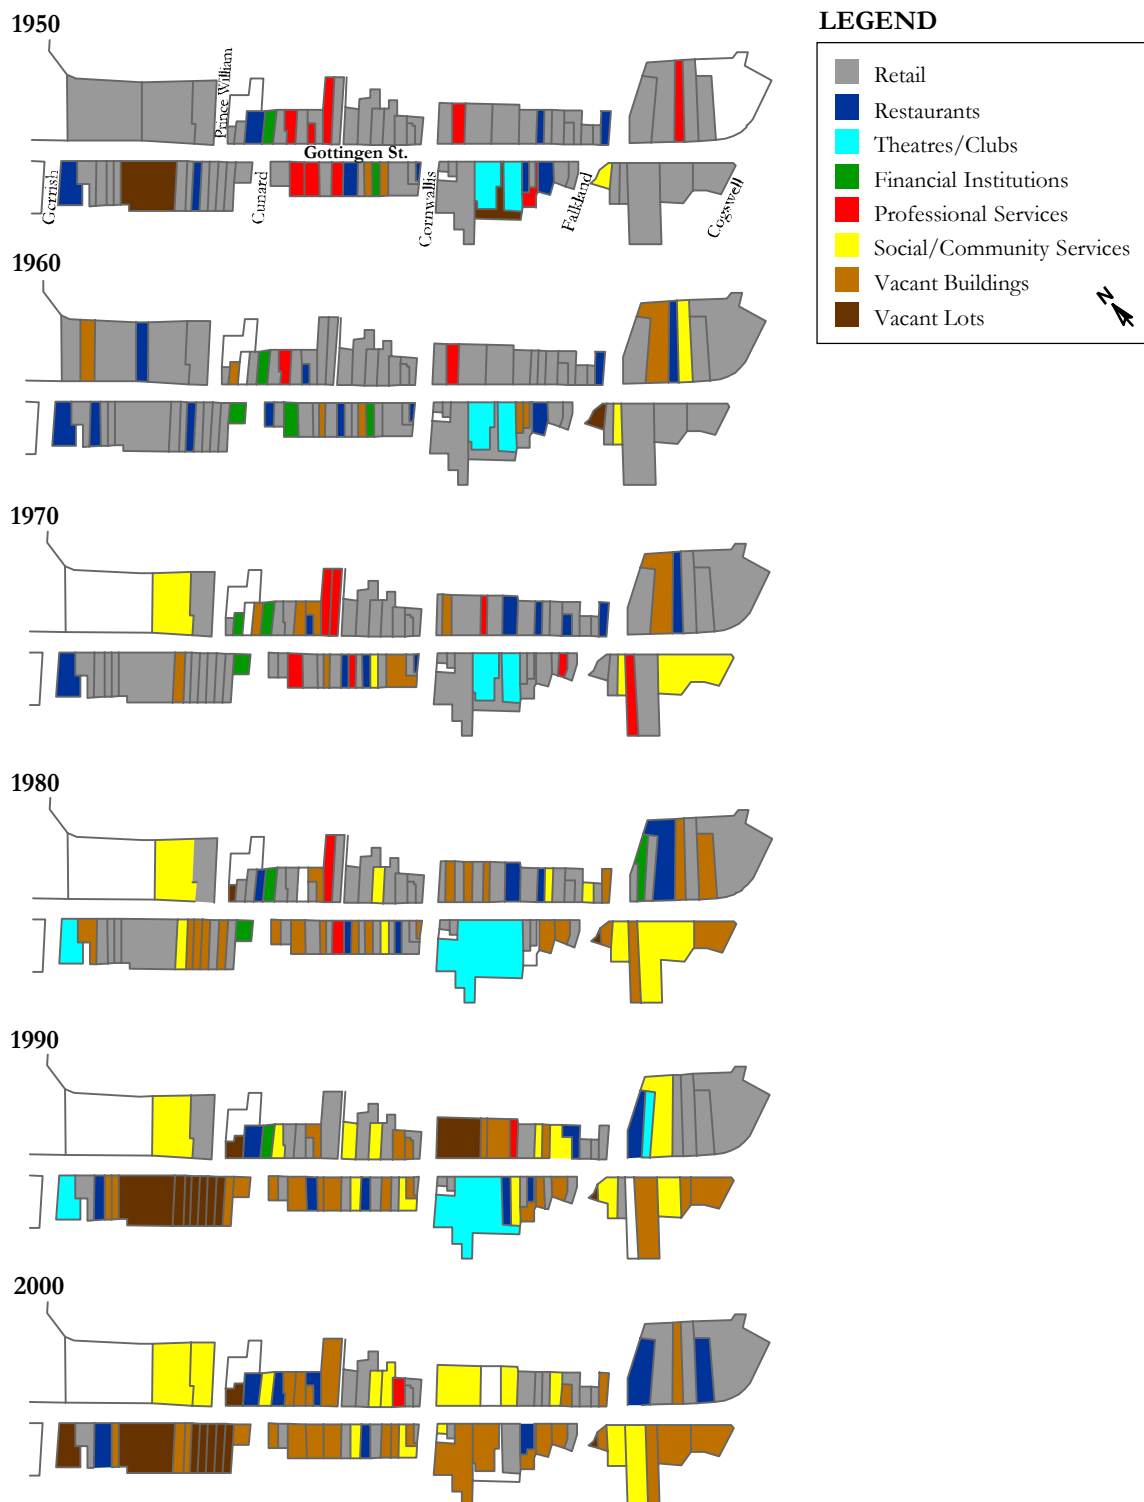 1950
LEGEND
Retail
Restaurants
Theatres/Clubs
Financial Institutions
Professional Services
Social/Community Services
Vacant Buildings
Vacant Lots
N
Prince William
Gottingen St.
Gerrish
Cunard
Cornwallis
Falkland
Cogswell
1960
1970
1980
1990
2000